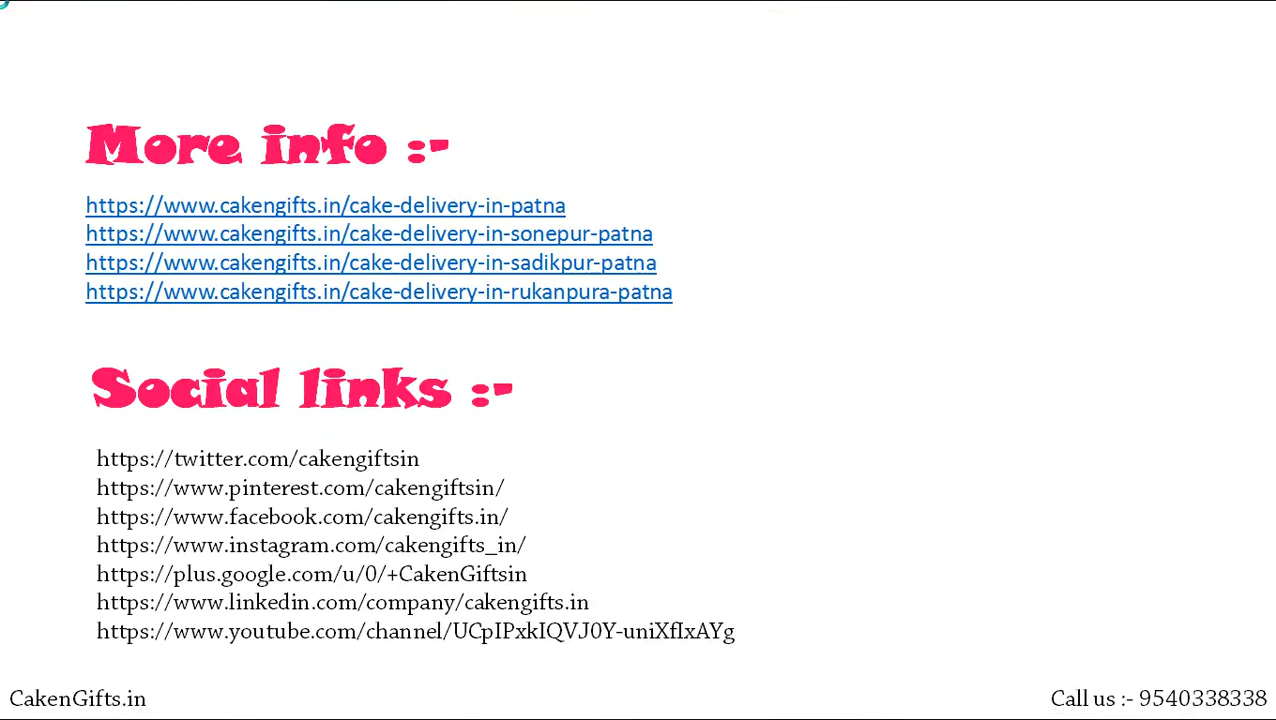 More info :-
https://www.cakengifts.in/cake-delivery-in-patna
https://www.cakengifts.in/cake-delivery-in-sonepur-patna
https://www.cakengifts.in/cake-delivery-in-sadikpur-patna
https://www.cakengifts.in/cake-delivery-in-rukanpura-patna
Social links :-
https://twitter.com/cakengiftsin
https://www.pinterest.com/cakengiftsin/
https://www.facebook.com/cakengifts.in/
https://www.instagram.com/cakengifts_in/
https://plus.google.com/u/0/+CakenGiftsin
https://www.linkedin.com/company/cakengifts.in
https://www.youtube.com/channel/UCpIPxkIQVJ0Y-uniXfIxAYg
CakenGifts.in
Call us :- 9540338338